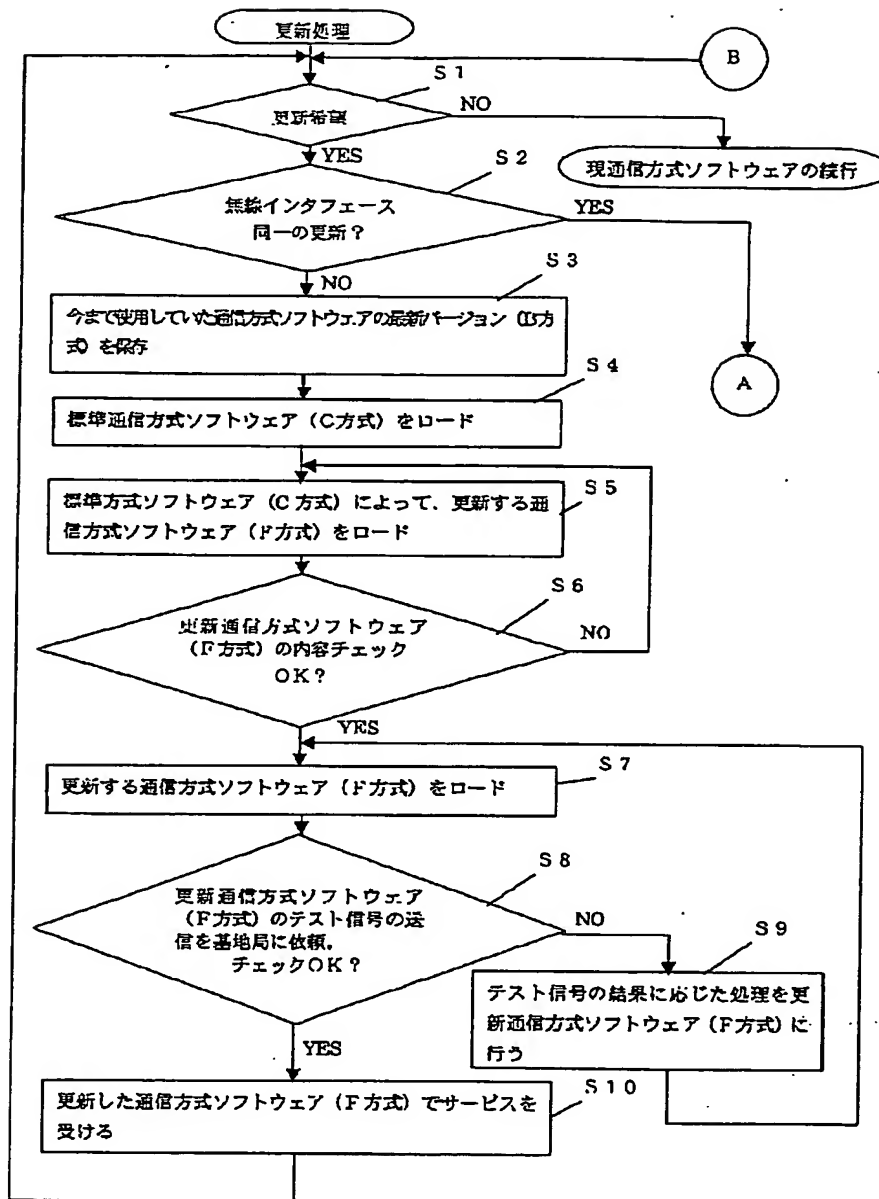 更新処理
B
S1
更新希望
NO
YES
現通信方式ソフトウェアの続行
S2
無線インタフェース
同一の更新？
YES
NO
S3
今まで使用していた通信方式ソフトウェアの最新バージョン（B方
式）を保存
A
S4
標準通信方式ソフトウェア（C方式）をロード
S5
標準方式ソフトウェア（C方式）によって、更新する通
信方式ソフトウェア（F方式）をロード
S6
更新通信方式ソフトウェア
（F方式）の内容チェック
OK？
NO
YES
S7
更新する通信方式ソフトウェア（F方式）をロード
S8
更新通信方式ソフトウェア
（F方式）のテスト信号の送
信を基地局に依頼。
チェックOK？
NO
S9
テスト信号の結果に応じた処理を更
新通信方式ソフトウェア（F方式）に
行う
YES
S10
更新した通信方式ソフトウェア（F方式）でサービスを
受ける